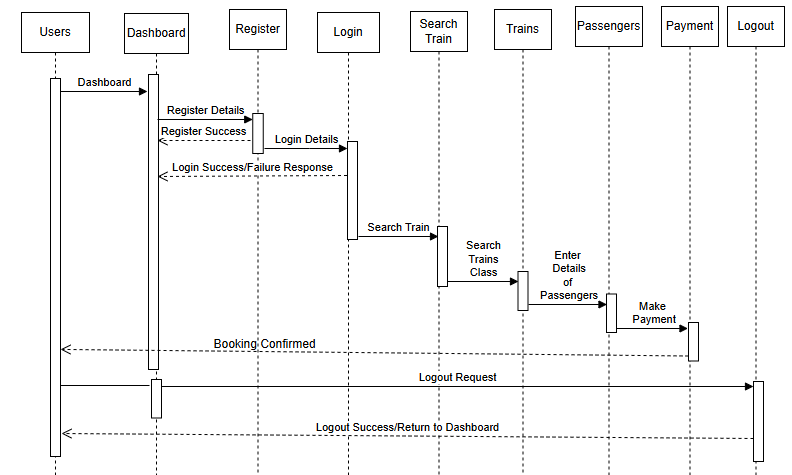 Users
Dashboard
Register
Login
Search
Train
Trains
Passengers
Payment
Logout
Dashboard
Register Details
Register Success
Login Details
Login Success/Failure Response
Search Train
Search
Trains
Class
Enter
Details
of
Passengers
Make
Payment
Booking Confirmed
Logout Request
Logout Success/Return to Dashboard